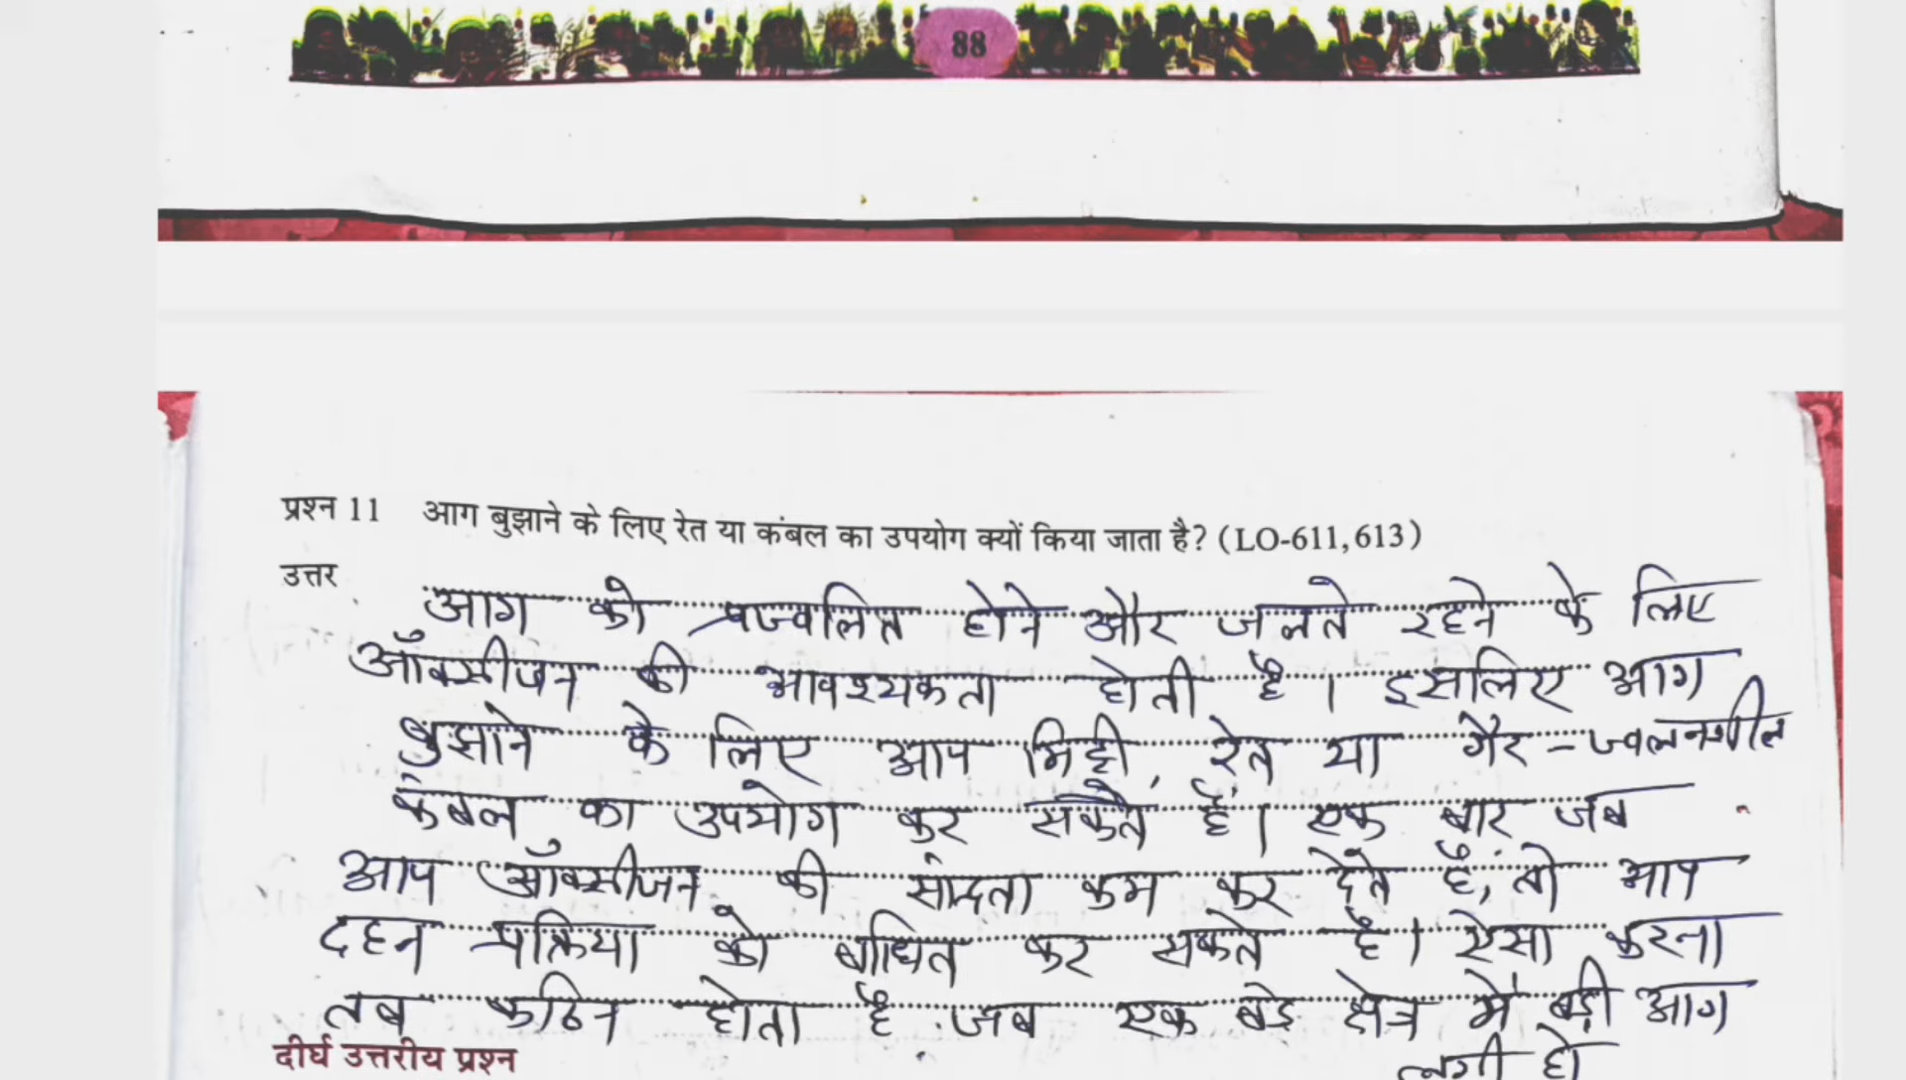 88
प्रश्न 11 आग बुझाने के लिए रेत या कंबल का उपयोग क्यों किया जाता है? (LO-611, 613)
उत्तर
आग को प्रज्वलित होने और जलते रहने के लिए
ऑक्सीजन की आवश्यकता होती है। इसलिए आग
बुझाने के लिए आप मिट्टी, रेत या गैर-ज्वलनशील
कंबल का उपयोग कर सकते हैं। एक बार जब
आप ऑक्सीजन की सांद्रता कम कर देते हैं, तो आप
दहन प्रक्रिया को बाधित कर सकते है। ऐसा करना
तब कठिन होता है जब एक बड़े क्षेत्र में बड़ी आग
लगी हो
दीर्घ उत्तरीय प्रश्न